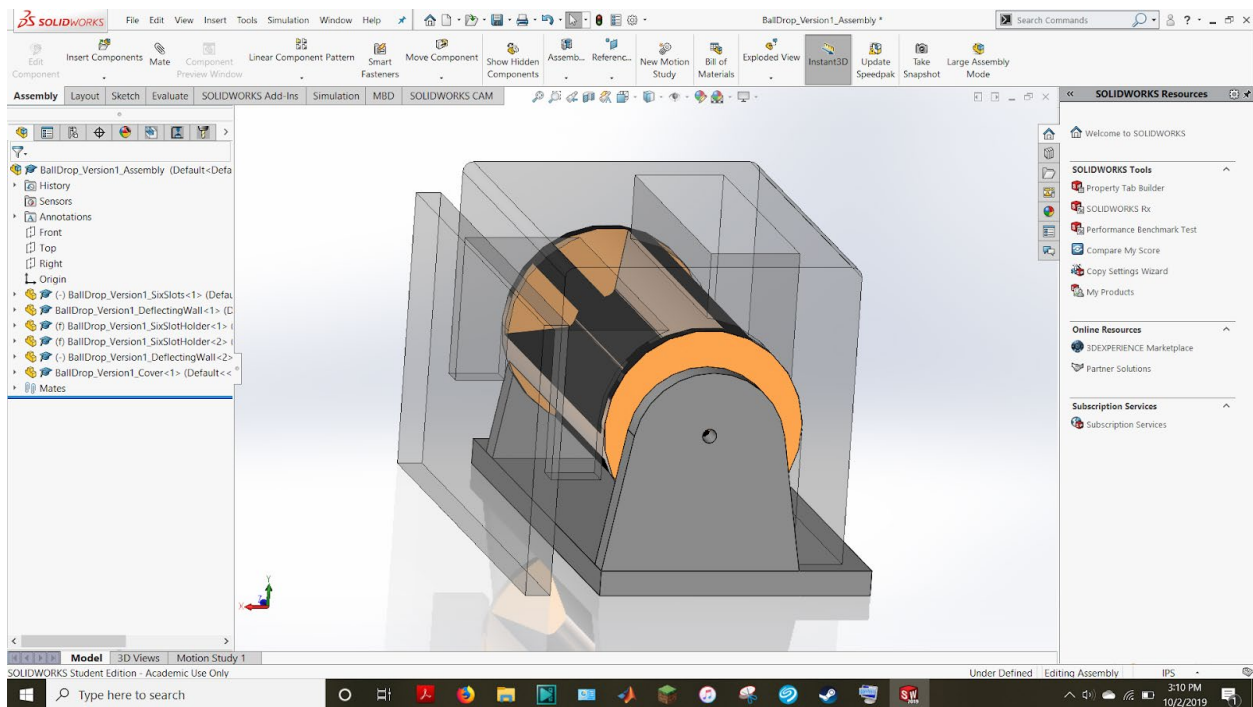 SOLIDWORKS File Edit View Insert Tools Simulation Window Help BallDrop_Version1_Assembly * Search Commands ?
Edit Component
Insert Components
Mate
Component Preview Window
Linear Component Pattern
Smart Fasteners
Move Component
Show Hidden Components
Assemb...
Referenc...
New Motion Study
Bill of Materials
Exploded View
Instant3D
Update Speedpak
Take Snapshot
Large Assembly Mode
Assembly Layout Sketch Evaluate SOLIDWORKS Add-Ins Simulation MBD SOLIDWORKS CAM
BallDrop_Version1_Assembly (Default<Defa
History
Sensors
Annotations
Front
Top
Right
Origin
(-) BallDrop_Version1_SixSlots<1> (Defau
BallDrop_Version1_DeflectingWall<1> (D
(f) BallDrop_Version1_SixSlotHolder<1> (
(f) BallDrop_Version1_SixSlotHolder<2> (
(-) BallDrop_Version1_DeflectingWall<2>
BallDrop_Version1_Cover<1> (Default<<
Mates
Y
X
Z
SOLIDWORKS Resources
Welcome to SOLIDWORKS
SOLIDWORKS Tools
Property Tab Builder
SOLIDWORKS Rx
Performance Benchmark Test
Compare My Score
Copy Settings Wizard
My Products
Online Resources
3DEXPERIENCE Marketplace
Partner Solutions
Subscription Services
Subscription Services
Model 3D Views Motion Study 1
SOLIDWORKS Student Edition - Academic Use Only Under Defined Editing Assembly IPS
Type here to search
SW
2019
3:10 PM
10/2/2019
1